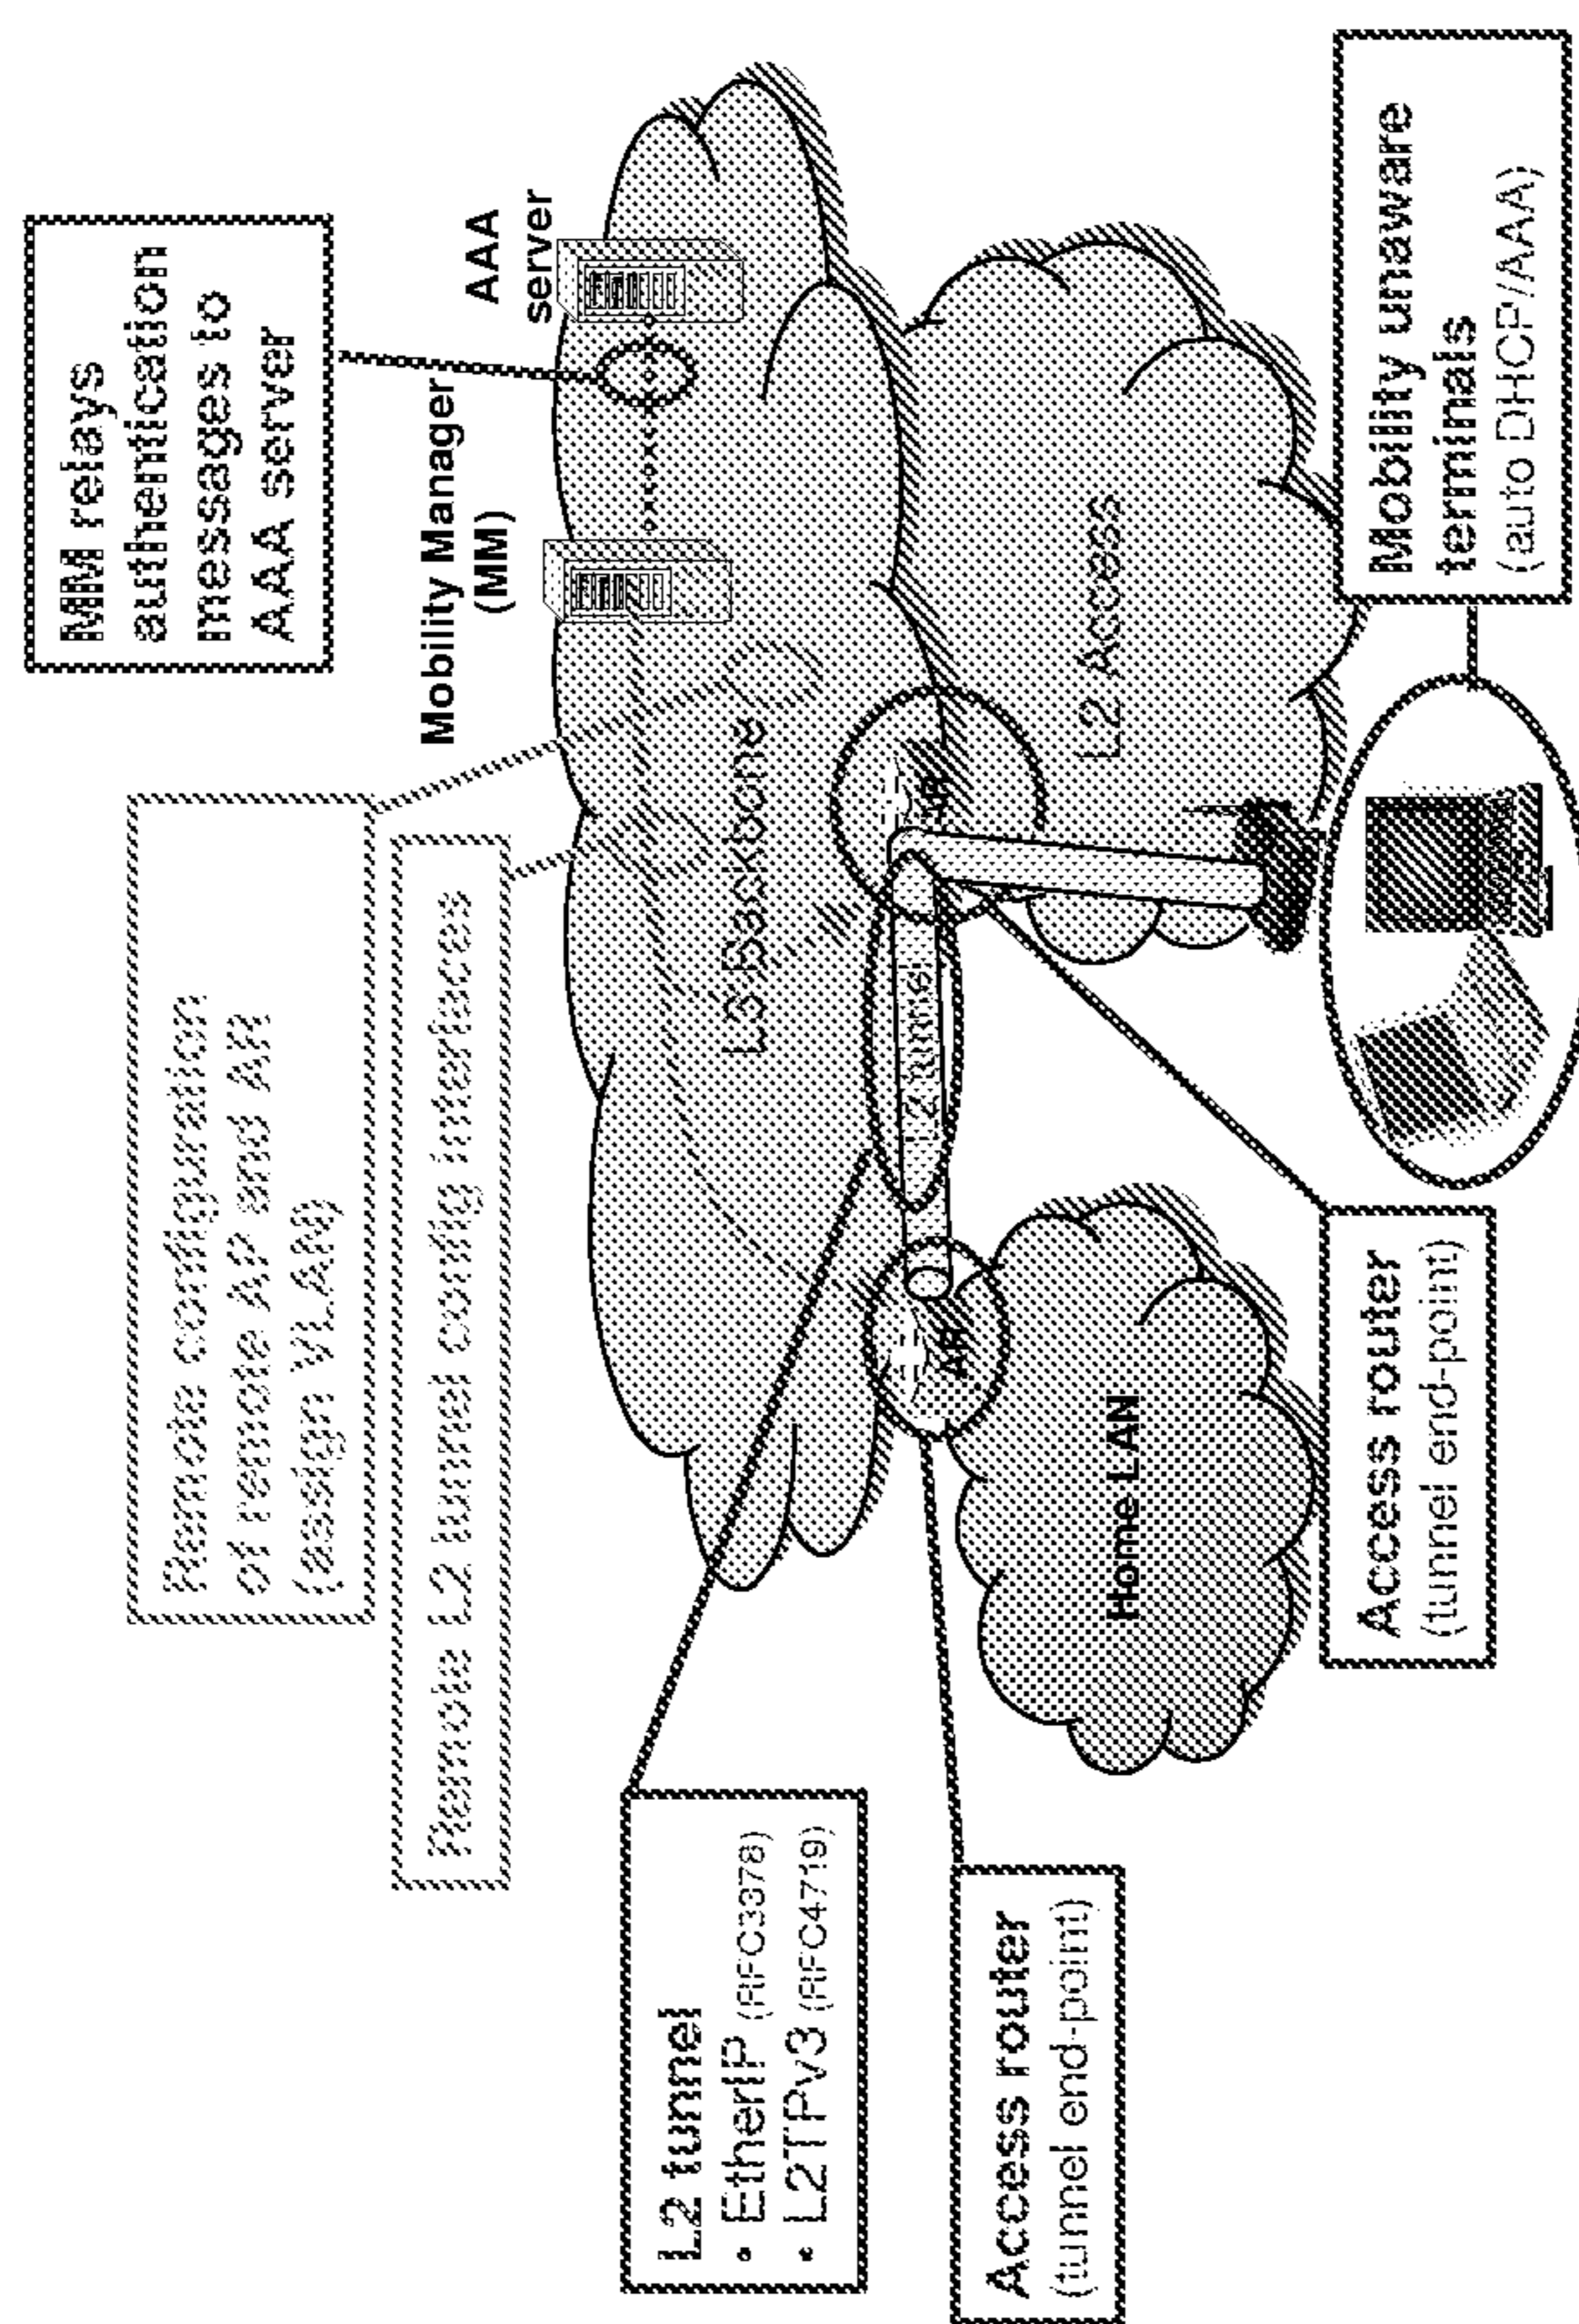 MM relays
authentication
messages to
AAA server
Remote configuration
of remote AP and AR
(assign VLAN)
Remote L2 tunnel config interfaces
Mobility Manager
(MM)
AAA
server
L3 Backbone
L2 tunnel
• EtherIP (RFC3378)
• L2TPv3 (RFC4719)
L2 Tunnel
AR
AR
L2 Access
Home LAN
Access router
(tunnel end-point)
Access router
(tunnel end-point)
Mobility unaware
terminals
(auto DHCP/AAA)